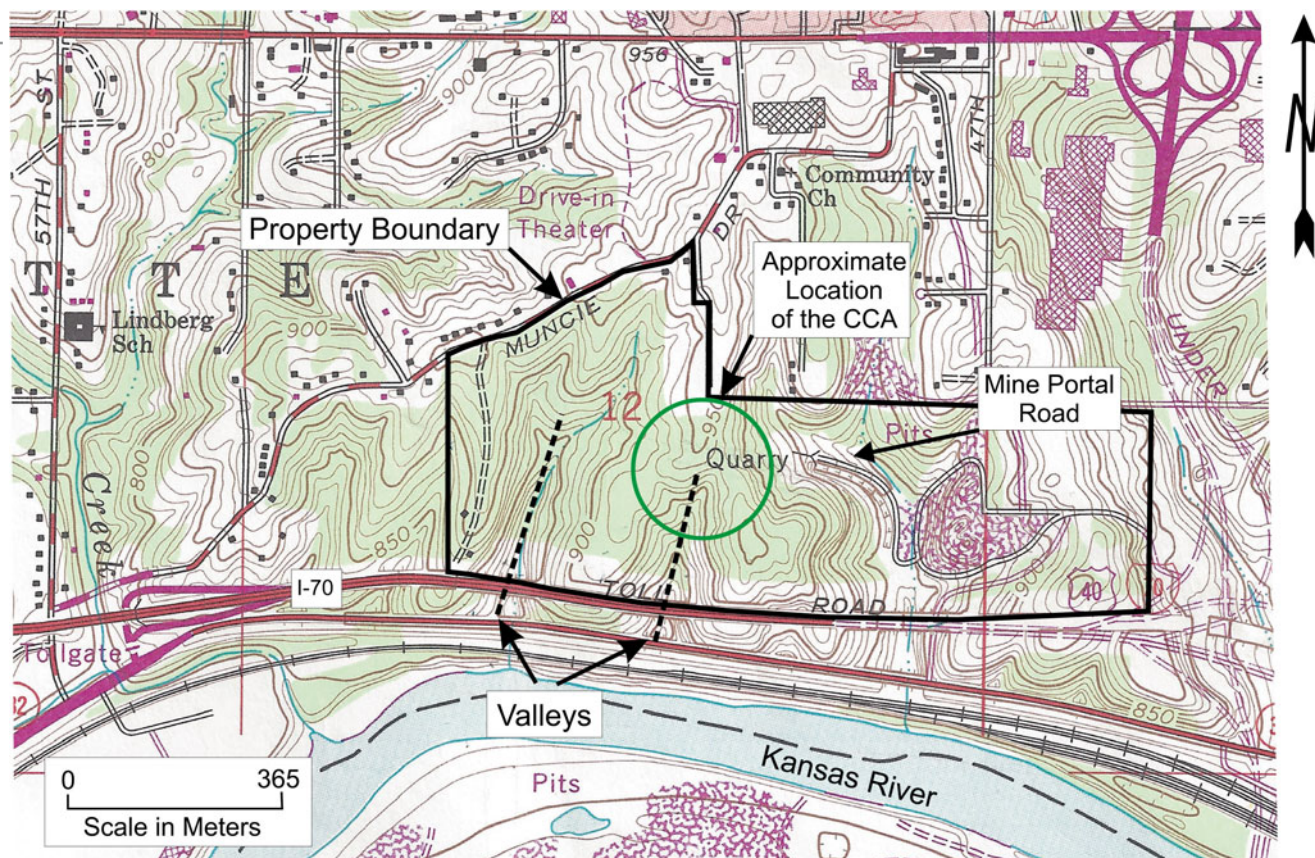 57TH ST
800
900
956
47TH
Community
Ch
Drive-in
Theater
Property Boundary
DR
Approximate
Location
of the CCA
UNDER
T T E
Lindberg
Sch
900
MUNCIE
Mine Portal
Road
12
950
Pits
Quarry
Creek
800
850
900
900
I-70
TOLL ROAD
40
Tollgate
32
Valleys
850
Kansas River
Pits
0 365
Scale in Meters
N